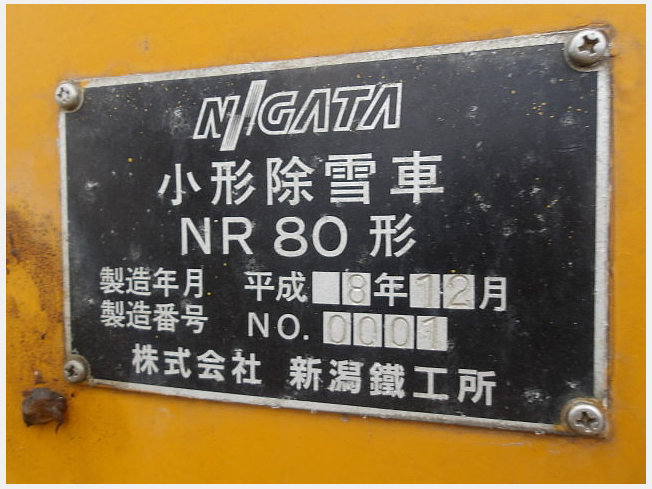 NIIGATA
小形除雪車
NR 80 形
製造年月 平成 8年12月
製造番号 NO. 0001
株式会社 新潟鐵工所